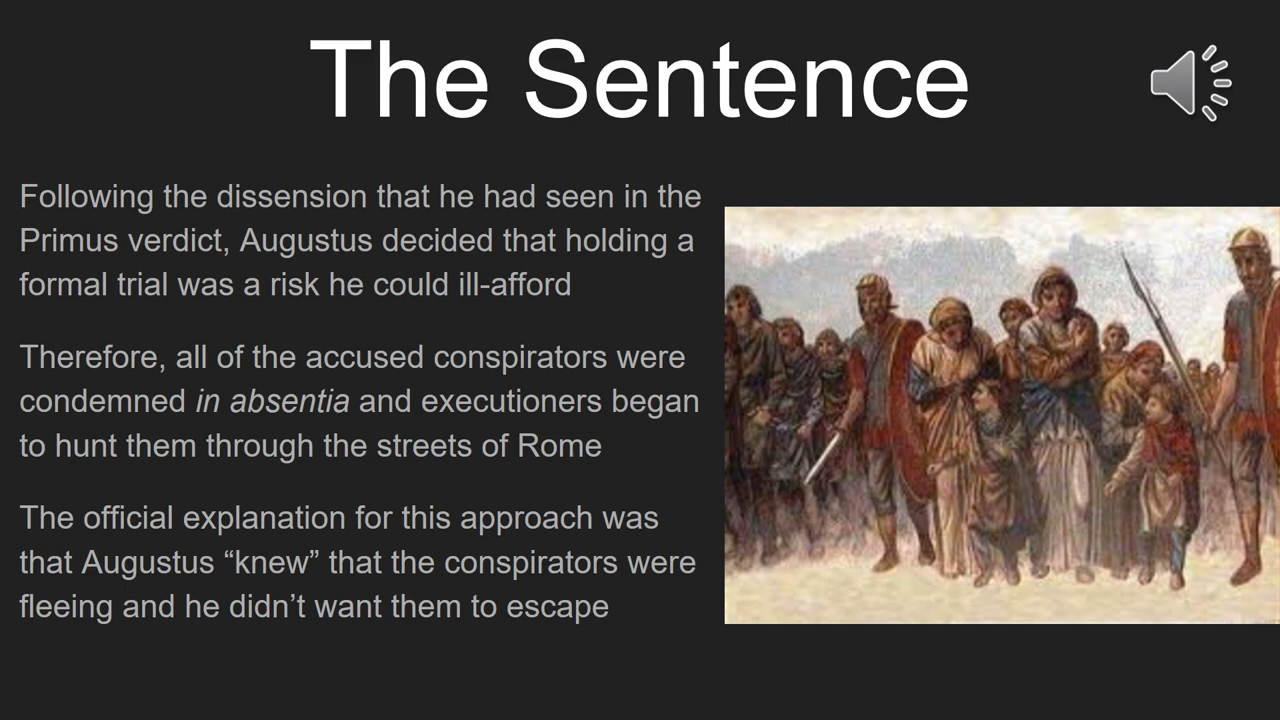 The Sentence
Following the dissension that he had seen in the
Primus verdict, Augustus decided that holding a
formal trial was a risk he could ill-afford
Therefore, all of the accused conspirators were
condemned in absentia and executioners began
to hunt them through the streets of Rome
The official explanation for this approach was
that Augustus “knew” that the conspirators were
fleeing and he didn’t want them to escape